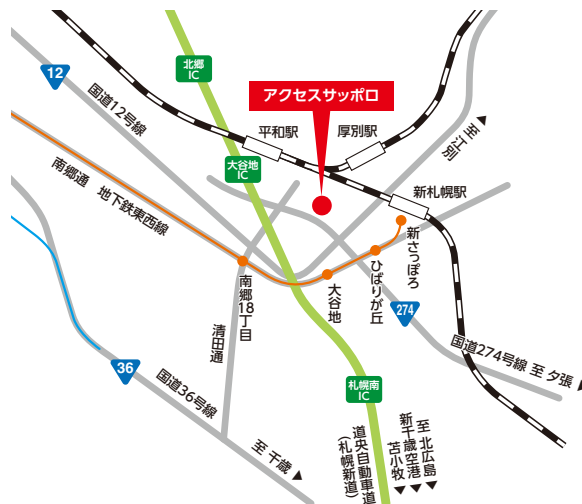 北郷
IC
12
国道12号線
アクセスサッポロ
平和駅
厚別駅
至 江別
大谷地
IC
新札幌駅
南郷通 地下鉄東西線
新さっぽろ
ひばりが丘
大谷地
南郷18丁目
清田通
274
国道274号線 至 夕張
36
国道36号線
札幌南
IC
至 千歳
道央自動車道
(札幌新道)
至 北広島
新千歳空港
苫小牧